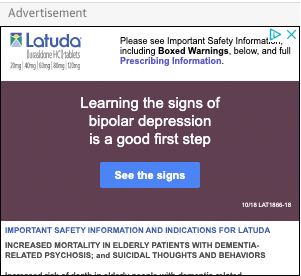 Advertisement
Latuda
(lurasidone HCl) tablets
20mg | 40mg | 60mg | 80mg | 120mg
Please see Important Safety Information,
including Boxed Warnings, below, and full
Prescribing Information.
Learning the signs of
bipolar depression
is a good first step
See the signs
10/18 LAT1866-18
IMPORTANT SAFETY INFORMATION AND INDICATIONS FOR LATUDA
INCREASED MORTALITY IN ELDERLY PATIENTS WITH DEMENTIA-
RELATED PSYCHOSIS; and SUICIDAL THOUGHTS AND BEHAVIORS
Increased risk of death in elderly people with dementia-related